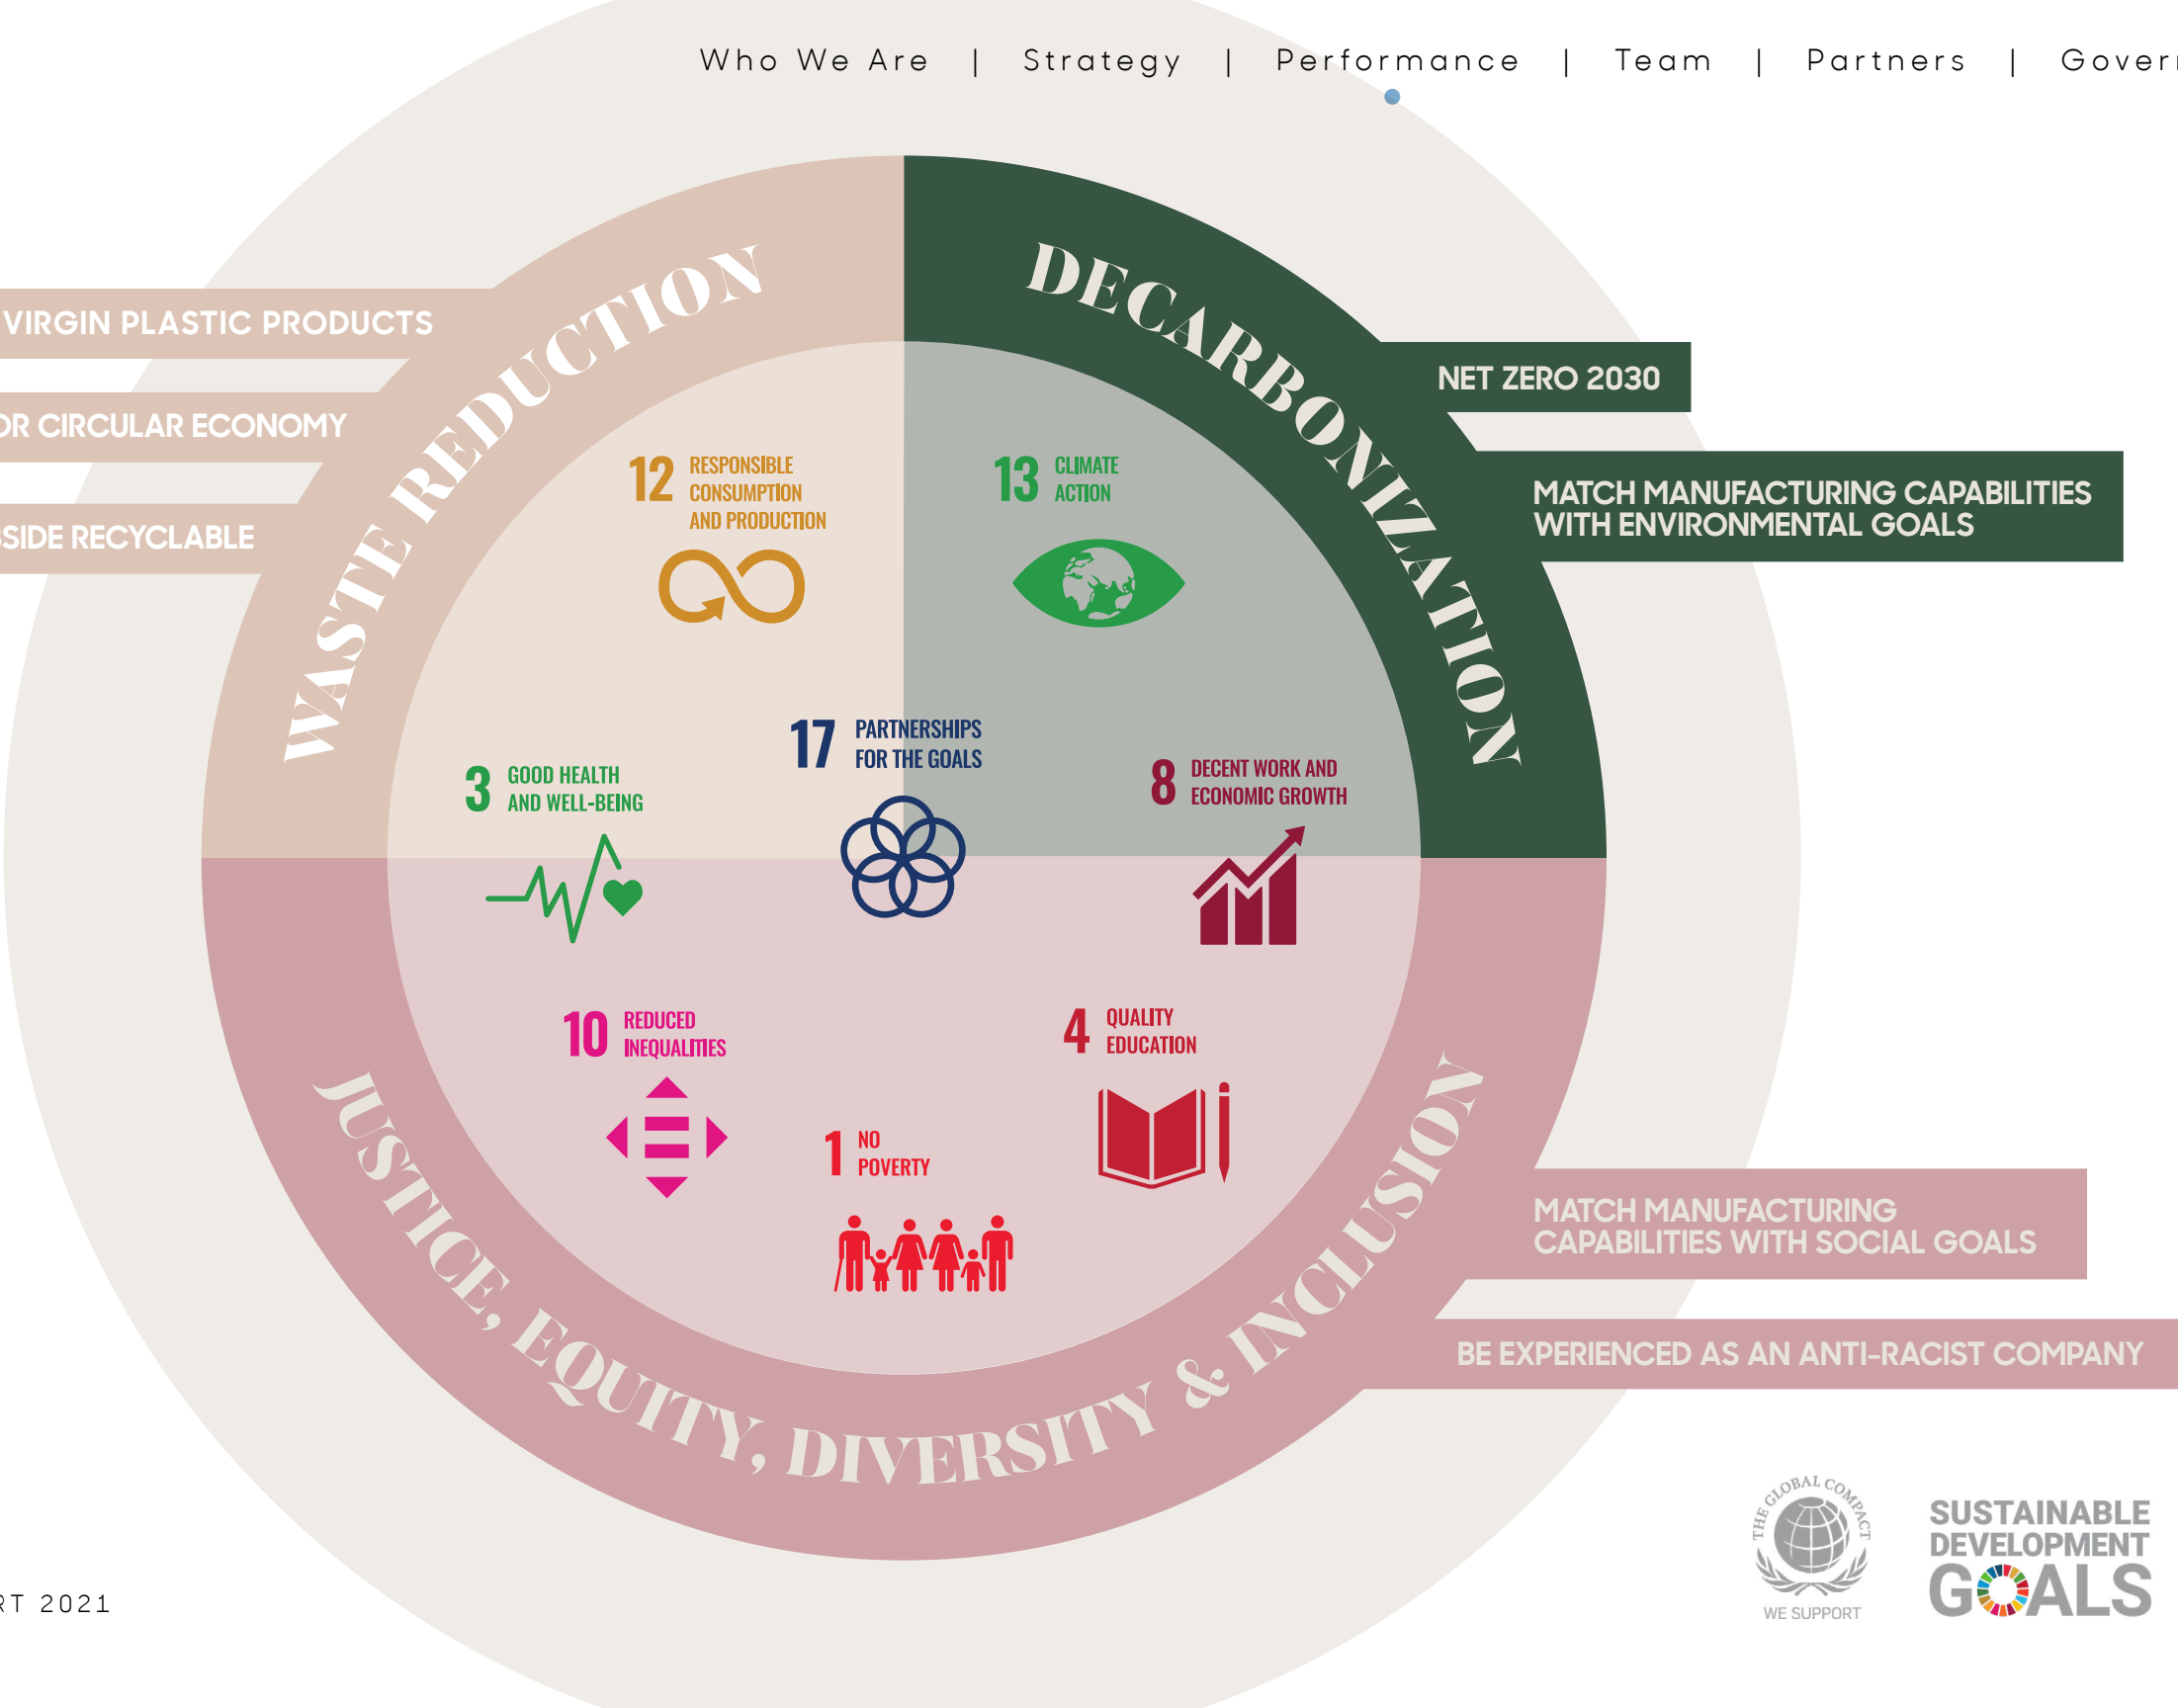 Who We Are | Strategy | Performance | Team | Partners | Govern
WASTE REDUCTION
DECARBONIZATION
VIRGIN PLASTIC PRODUCTS
OR CIRCULAR ECONOMY
SIDE RECYCLABLE
NET ZERO 2030
MATCH MANUFACTURING CAPABILITIES
WITH ENVIRONMENTAL GOALS
12 RESPONSIBLE
CONSUMPTION
AND PRODUCTION
13 CLIMATE
ACTION
17 PARTNERSHIPS
FOR THE GOALS
3 GOOD HEALTH
AND WELL-BEING
8 DECENT WORK AND
ECONOMIC GROWTH
10 REDUCED
INEQUALITIES
4 QUALITY
EDUCATION
1 NO
POVERTY
JUSTICE, EQUITY, DIVERSITY & INCLUSION
MATCH MANUFACTURING
CAPABILITIES WITH SOCIAL GOALS
BE EXPERIENCED AS AN ANTI-RACIST COMPANY
THE GLOBAL COMPACT
WE SUPPORT
SUSTAINABLE
DEVELOPMENT
GOALS
RT 2021